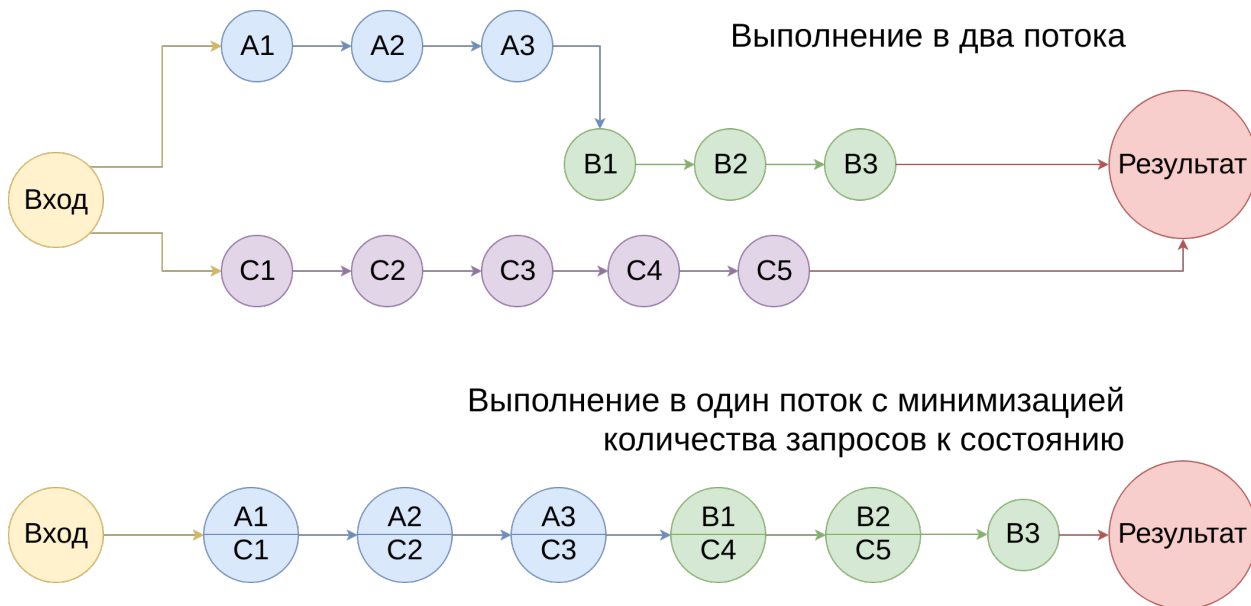 Выполнение в два потока
A1
A2
A3
B1
B2
B3
Результат
Вход
C1
C2
C3
C4
C5
Выполнение в один поток с минимизацией
количества запросов к состоянию
Вход
A1
C1
A2
C2
A3
C3
B1
C4
B2
C5
B3
Результат